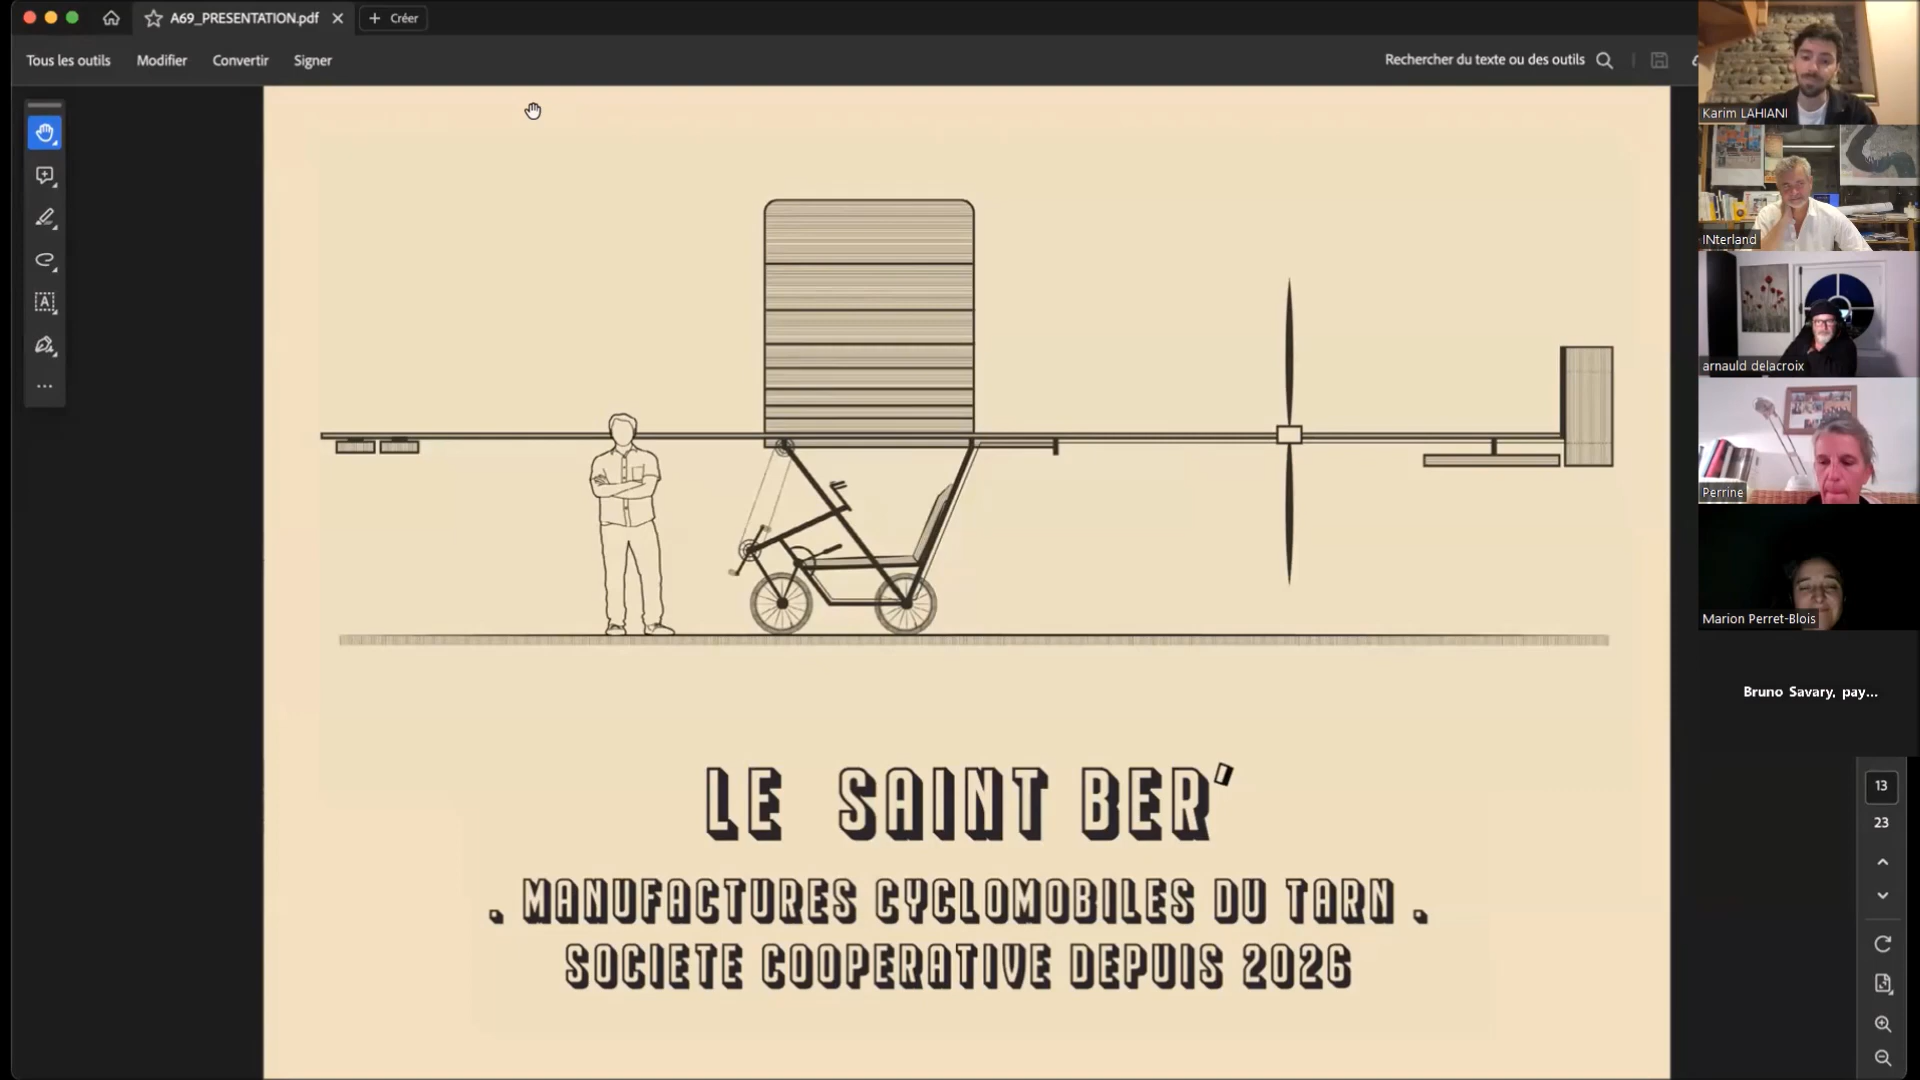 A69_PRESENTATION.pdf
Créer
Tous les outils
Modifier
Convertir
Signer
Rechercher du texte ou des outils
A
LE SAINT BER'
. MANUFACTURES CYCLOMOBILES DU TARN .
SOCIETE COOPERATIVE DEPUIS 2026
Karim LAHIANI
INterland
arnauld delacroix
Perrine
Marion Perret-Blois
Bruno Savary, pay...
13
23